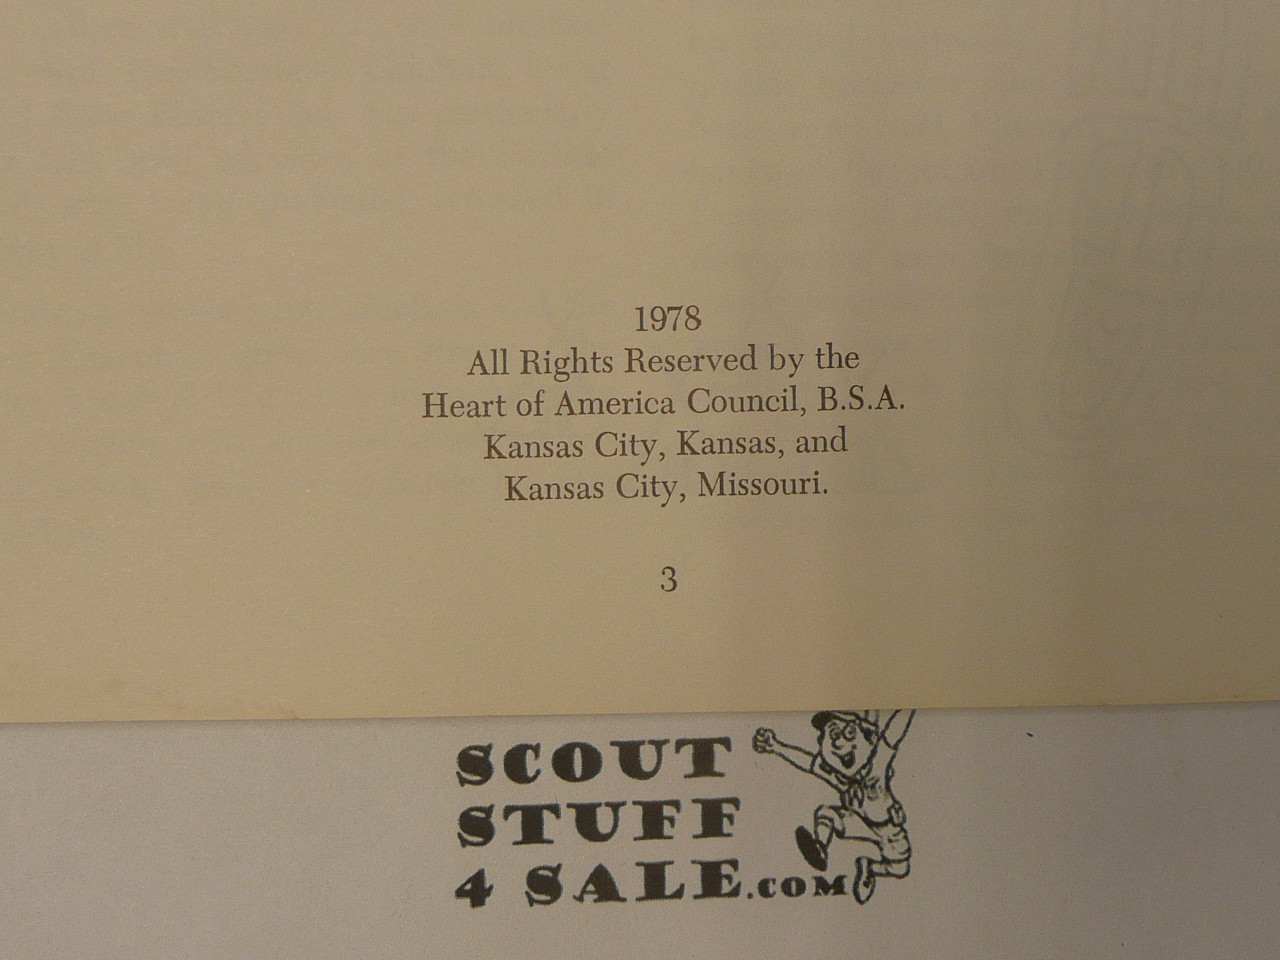 1978
All Rights Reserved by the
Heart of America Council, B.S.A.
Kansas City, Kansas, and
Kansas City, Missouri.
3
SCOUT
STUFF
4 SALE.COM